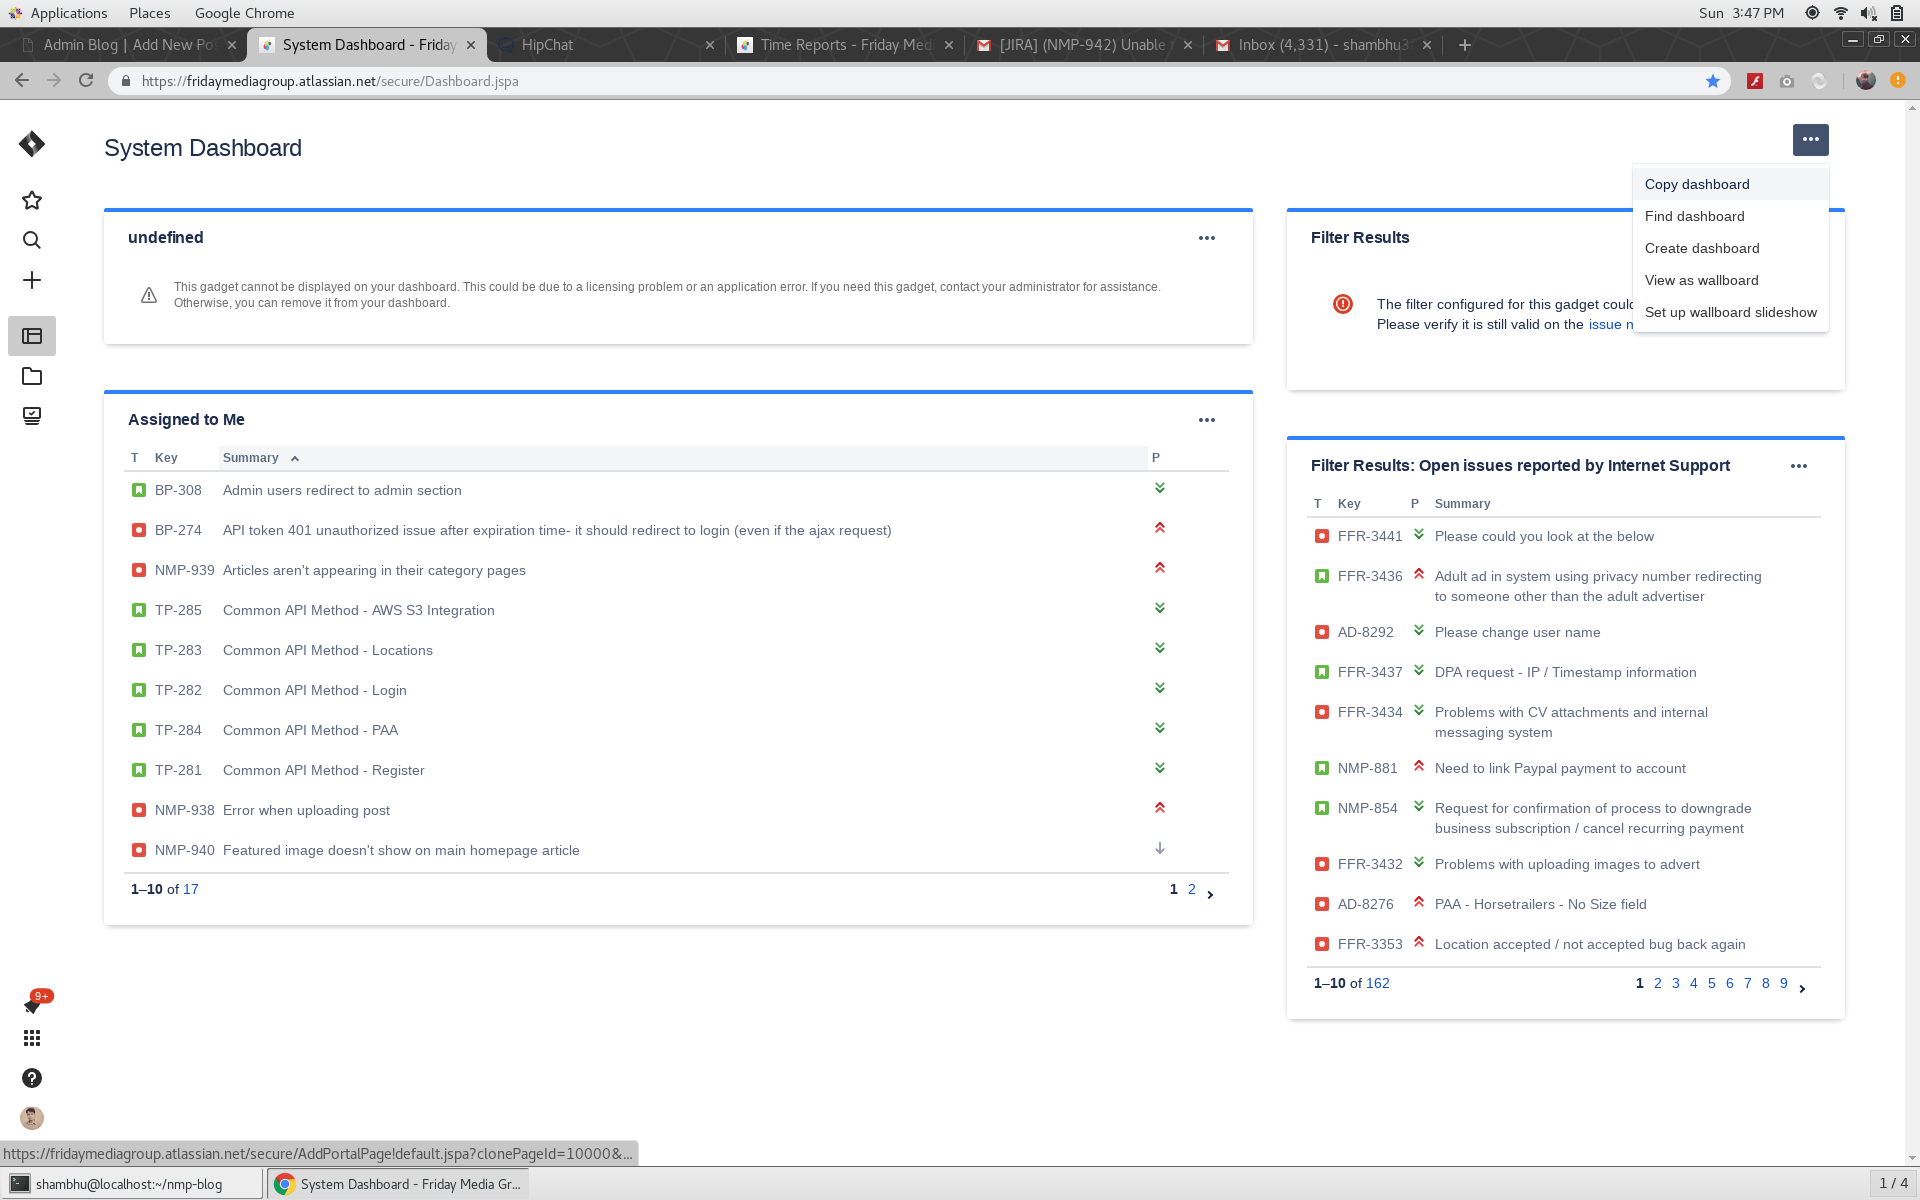 Applications Places Google Chrome Sun 3:47 PM
Admin Blog | Add New Po
System Dashboard - Friday
HipChat
Time Reports - Friday Med
[JIRA] (NMP-942) Unable
Inbox (4,331) - shambhu3
https://fridaymediagroup.atlassian.net/secure/Dashboard.jspa
System Dashboard
Copy dashboard
Find dashboard
Create dashboard
View as wallboard
Set up wallboard slideshow
undefined
This gadget cannot be displayed on your dashboard. This could be due to a licensing problem or an application error. If you need this gadget, contact your administrator for assistance.
Otherwise, you can remove it from your dashboard.
Filter Results
The filter configured for this gadget could
Please verify it is still valid on the issue n
Assigned to Me
T Key Summary P
BP-308 Admin users redirect to admin section
BP-274 API token 401 unauthorized issue after expiration time- it should redirect to login (even if the ajax request)
NMP-939 Articles aren't appearing in their category pages
TP-285 Common API Method - AWS S3 Integration
TP-283 Common API Method - Locations
TP-282 Common API Method - Login
TP-284 Common API Method - PAA
TP-281 Common API Method - Register
NMP-938 Error when uploading post
NMP-940 Featured image doesn't show on main homepage article
1–10 of 17 1 2
Filter Results: Open issues reported by Internet Support
T Key P Summary
FFR-3441 Please could you look at the below
FFR-3436 Adult ad in system using privacy number redirecting
to someone other than the adult advertiser
AD-8292 Please change user name
FFR-3437 DPA request - IP / Timestamp information
FFR-3434 Problems with CV attachments and internal
messaging system
NMP-881 Need to link Paypal payment to account
NMP-854 Request for confirmation of process to downgrade
business subscription / cancel recurring payment
FFR-3432 Problems with uploading images to advert
AD-8276 PAA - Horsetrailers - No Size field
FFR-3353 Location accepted / not accepted bug back again
1–10 of 162 1 2 3 4 5 6 7 8 9
9+
https://fridaymediagroup.atlassian.net/secure/AddPortalPage!default.jspa?clonePageId=10000&...
shambhu@localhost:~/nmp-blog
System Dashboard - Friday Media Gr...
1 / 4